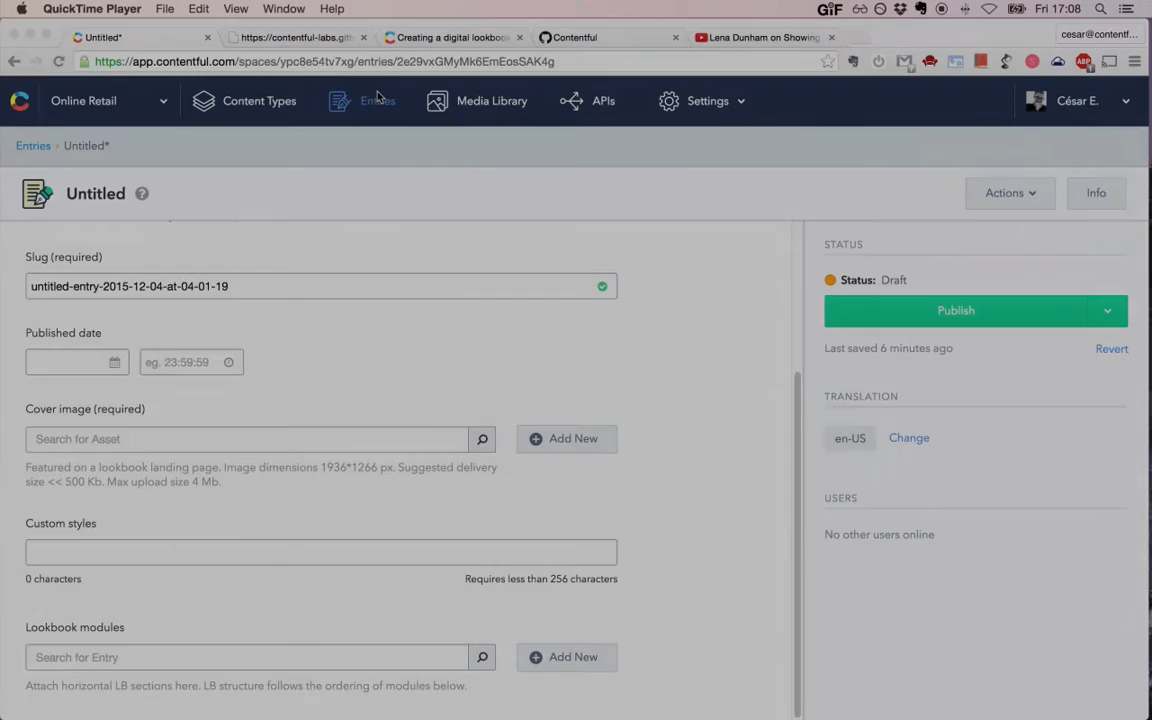 QuickTime Player File Edit View Window Help GIF Fri 17:08
Untitled* https://contentful-labs.gith Creating a digital lookbook Contentful Lena Dunham on Showing cesar@contentf...
https://app.contentful.com/spaces/ypc8e54tv7xg/entries/2e29vxGMyMk6EmEosSAK4g ABP
Online Retail Content Types Entries Media Library APIs Settings César E.
Entries › Untitled*
Untitled ? Actions Info
Slug (required)
untitled-entry-2015-12-04-at-04-01-19
Published date
eg. 23:59:59
Cover image (required)
Search for Asset Add New
Featured on a lookbook landing page. Image dimensions 1936*1266 px. Suggested delivery
size << 500 Kb. Max upload size 4 Mb.
Custom styles
0 characters Requires less than 256 characters
Lookbook modules
Search for Entry Add New
Attach horizontal LB sections here. LB structure follows the ordering of modules below.
STATUS
Status: Draft
Publish
Last saved 6 minutes ago Revert
TRANSLATION
en-US Change
USERS
No other users online